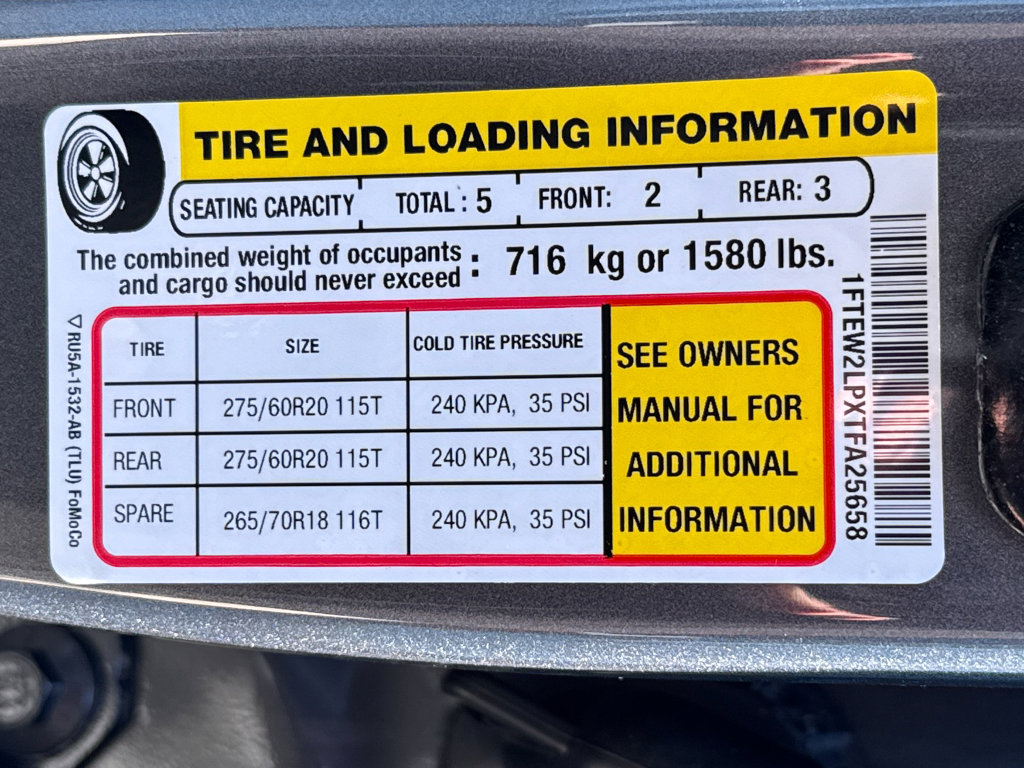 TIRE AND LOADING INFORMATION
SEATING CAPACITY TOTAL : 5 FRONT: 2 REAR: 3
The combined weight of occupants
and cargo should never exceed : 716 kg or 1580 lbs.
TIRE SIZE COLD TIRE PRESSURE
FRONT 275/60R20 115T 240 KPA, 35 PSI
REAR 275/60R20 115T 240 KPA, 35 PSI
SPARE 265/70R18 116T 240 KPA, 35 PSI
SEE OWNERS
MANUAL FOR
ADDITIONAL
INFORMATION
RU5A-1532-AB (TLU) FoMoCo
1FTEW2LPXTFA25658